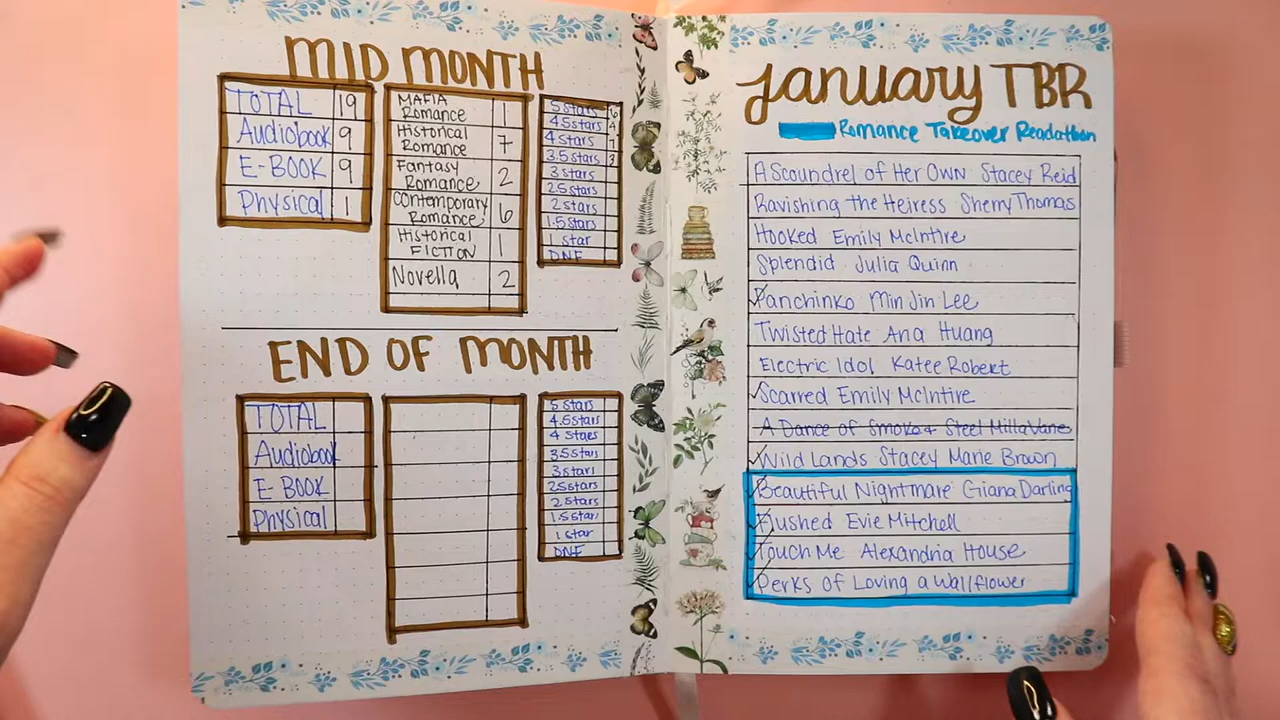 MID MONTH
TOTAL 19
Audiobook 9
E-BOOK 9
Physical 1
MAFIA
Romance 1
Historical
Romance 7
Fantasy
Romance 2
Contemporary
Romance 6
Historical
FICTION 1
Novella 2
5 stars 6
4.5 stars
4 stars
3.5 stars 3
3 stars
2.5 stars
2 stars
1.5 stars
1 star
DNF
END OF MONTH
TOTAL
Audiobook
E-BOOK
Physical
5 stars
4.5 stars
4 stars
3.5 stars
3 stars
2.5 stars
2 stars
1.5 stars
1 star
DNF
January TBR
Romance Takeover Readathon
A Scoundrel of Her Own Stacey Reid
Ravishing the Heiress Sherry Thomas
Hooked Emily McIntire
Splendid Julia Quinn
Panchinko Min Jin Lee
Twisted Hate Ana Huang
Electric Idol Katee Robert
Scarred Emily McIntire
A Dance of Smoke & Steel Milla Vane
Wild Lands Stacey Marie Brown
Beautiful Nightmare Giana Darling
Flushed Evie Mitchell
Touch Me Alexandria House
Perks of Loving a Wallflower